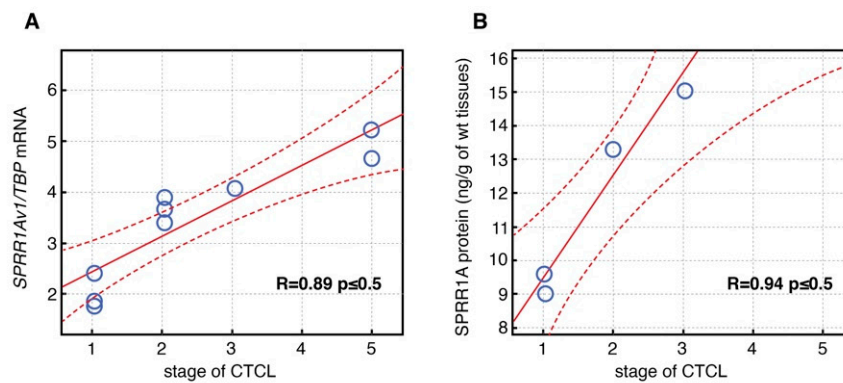 A
SPRR1Av1/TBP mRNA
6
5
4
3
2
R=0.89 p≤0.5
1 2 3 4 5
stage of CTCL
B
SPRR1A protein (ng/g of wt tissues)
16
15
14
13
12
11
10
9
8
R=0.94 p≤0.5
1 2 3 4 5
stage of CTCL